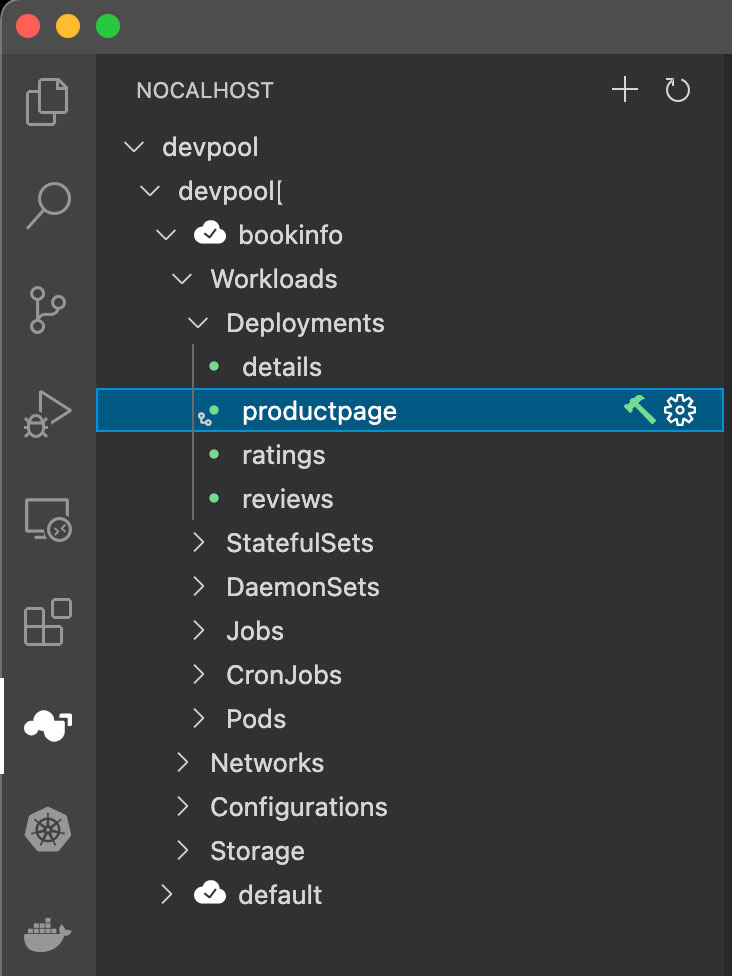 NOCALHOST
devpool
devpool[
bookinfo
Workloads
Deployments
details
productpage
ratings
reviews
StatefulSets
DaemonSets
Jobs
CronJobs
Pods
Networks
Configurations
Storage
default